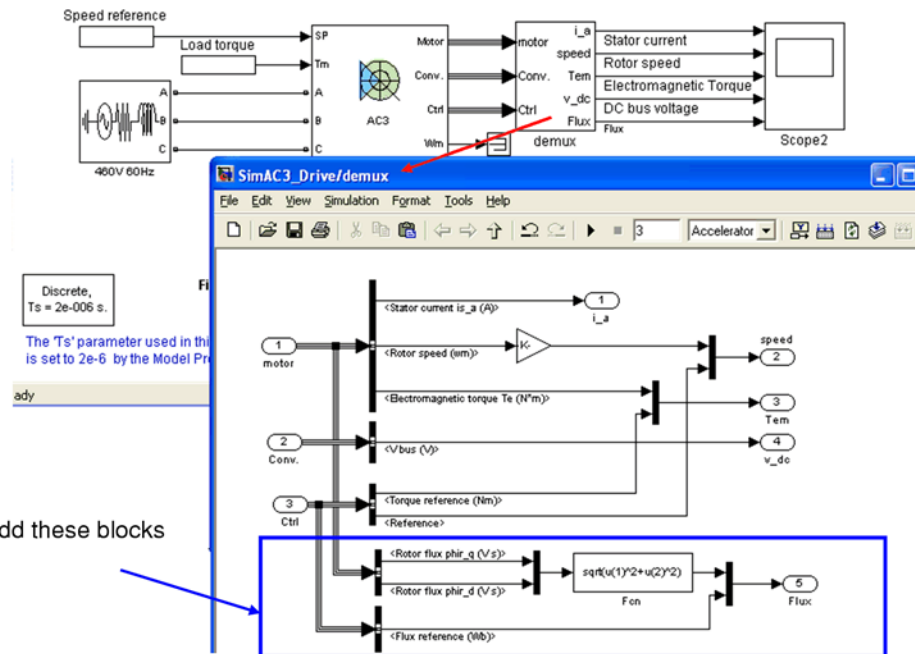 Speed reference
Load torque
SP
Tm
A
B
C
A
B
C
460V 60Hz
AC3
Motor
Conv.
Ctrl
Wm
motor
Conv.
Ctrl
i_a
speed
Tem
v_dc
Flux
demux
Stator current
Rotor speed
Electromagnetic Torque
DC bus voltage
Flux
Scope2
SimAC3_Drive/demux
File Edit View Simulation Format Tools Help
3
Accelerator
Discrete,
Ts = 2e-006 s.
Fi
The 'Ts' parameter used in thi
is set to 2e-6 by the Model Pr
ady
1
motor
<Stator current is_a (A)>
1
i_a
<Rotor speed (wm)>
K-
speed
2
<Electromagnetic torque Te (N*m)>
3
Tem
2
Conv.
<Vbus (V)>
4
v_dc
3
Ctrl
<Torque reference (Nm)>
<Reference>
dd these blocks
<Rotor flux phir_q (Vs)>
<Rotor flux phir_d (Vs)>
sqrt(u(1)^2+u(2)^2)
Fcn
5
Flux
<Flux reference (Wb)>